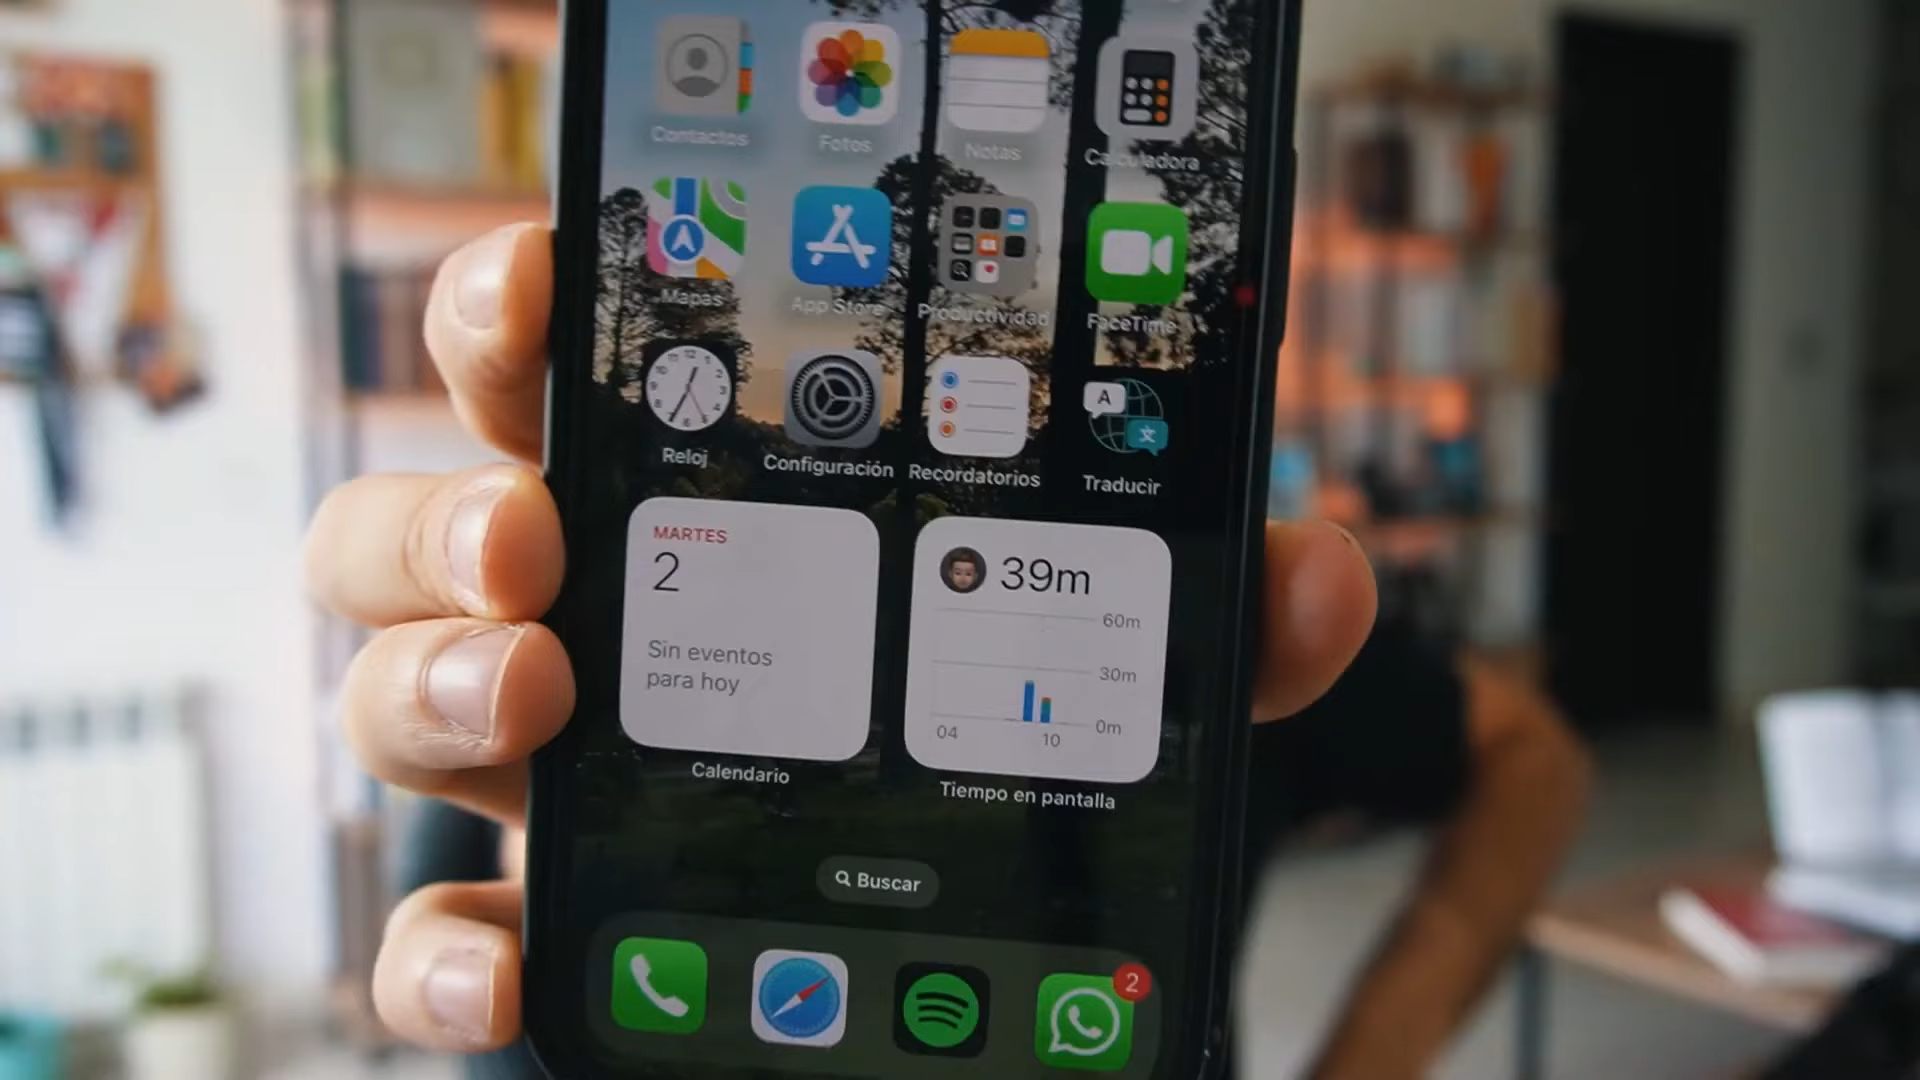 Contactos
Fotos
Notas
Calculadora
Mapas
App Store
Productividad
FaceTime
Reloj
Configuración
Recordatorios
A
文
Traducir
MARTES
2
Sin eventos
para hoy
Calendario
39m
60m
30m
0m
04
10
Tiempo en pantalla
Buscar
2